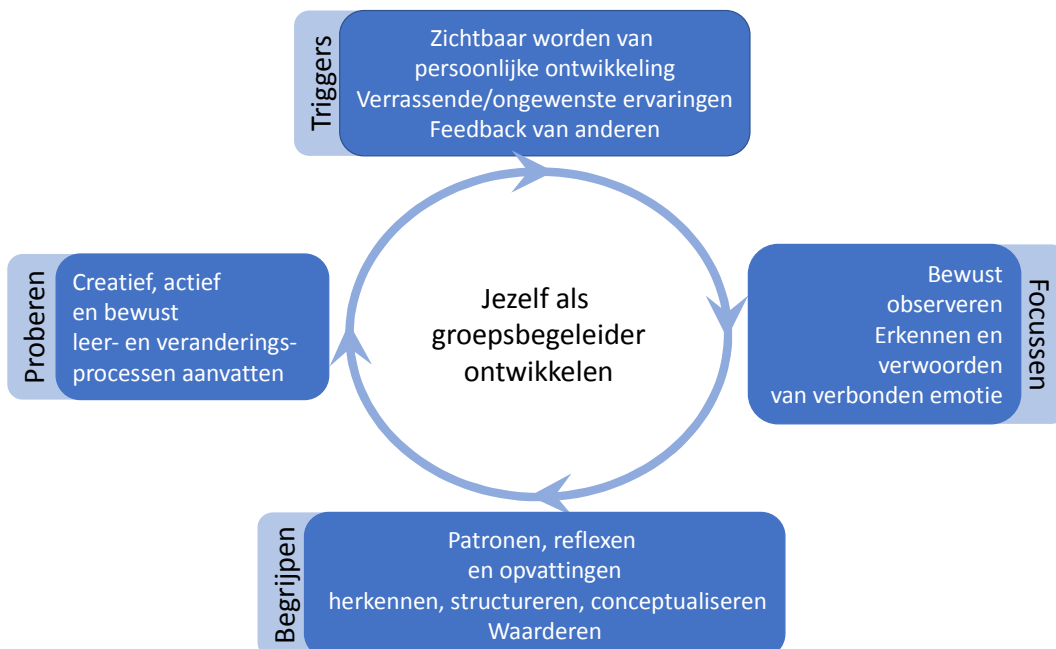 Triggers
Zichtbaar worden van
persoonlijke ontwikkeling
Verrassende/ongewenste ervaringen
Feedback van anderen
Proberen
Creatief, actief
en bewust
leer- en veranderings-
processen aanvatten
Jezelf als
groepsbegeleider
ontwikkelen
Bewust
observeren
Erkennen en
verwoorden
van verbonden emotie
Focussen
Begrijpen
Patronen, reflexen
en opvattingen
herkennen, structureren, conceptualiseren
Waarderen